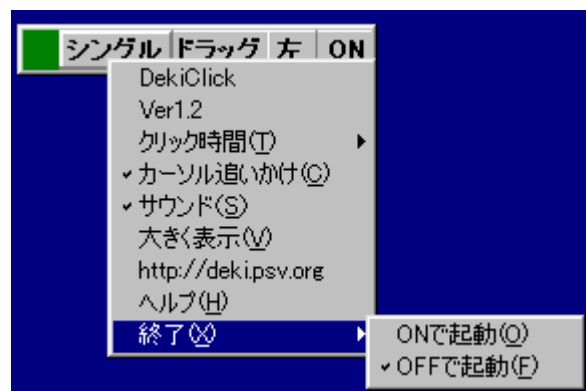 シングル ドラッグ 左 ON
DekiClick
Ver1.2
クリック時間(T)
カーソル追いかけ(C)
サウンド(S)
大きく表示(V)
http://deki.psv.org
ヘルプ(H)
終了(X)
ONで起動(O)
OFFで起動(F)